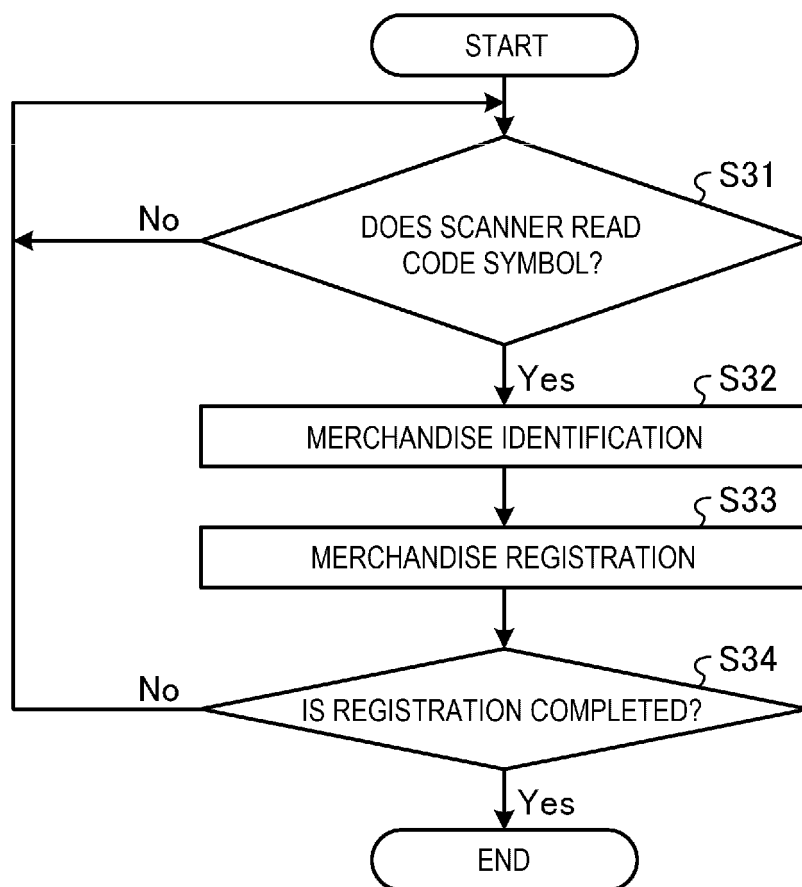 START
S31
No
DOES SCANNER READ
CODE SYMBOL?
Yes
S32
MERCHANDISE IDENTIFICATION
S33
MERCHANDISE REGISTRATION
S34
No
IS REGISTRATION COMPLETED?
Yes
END